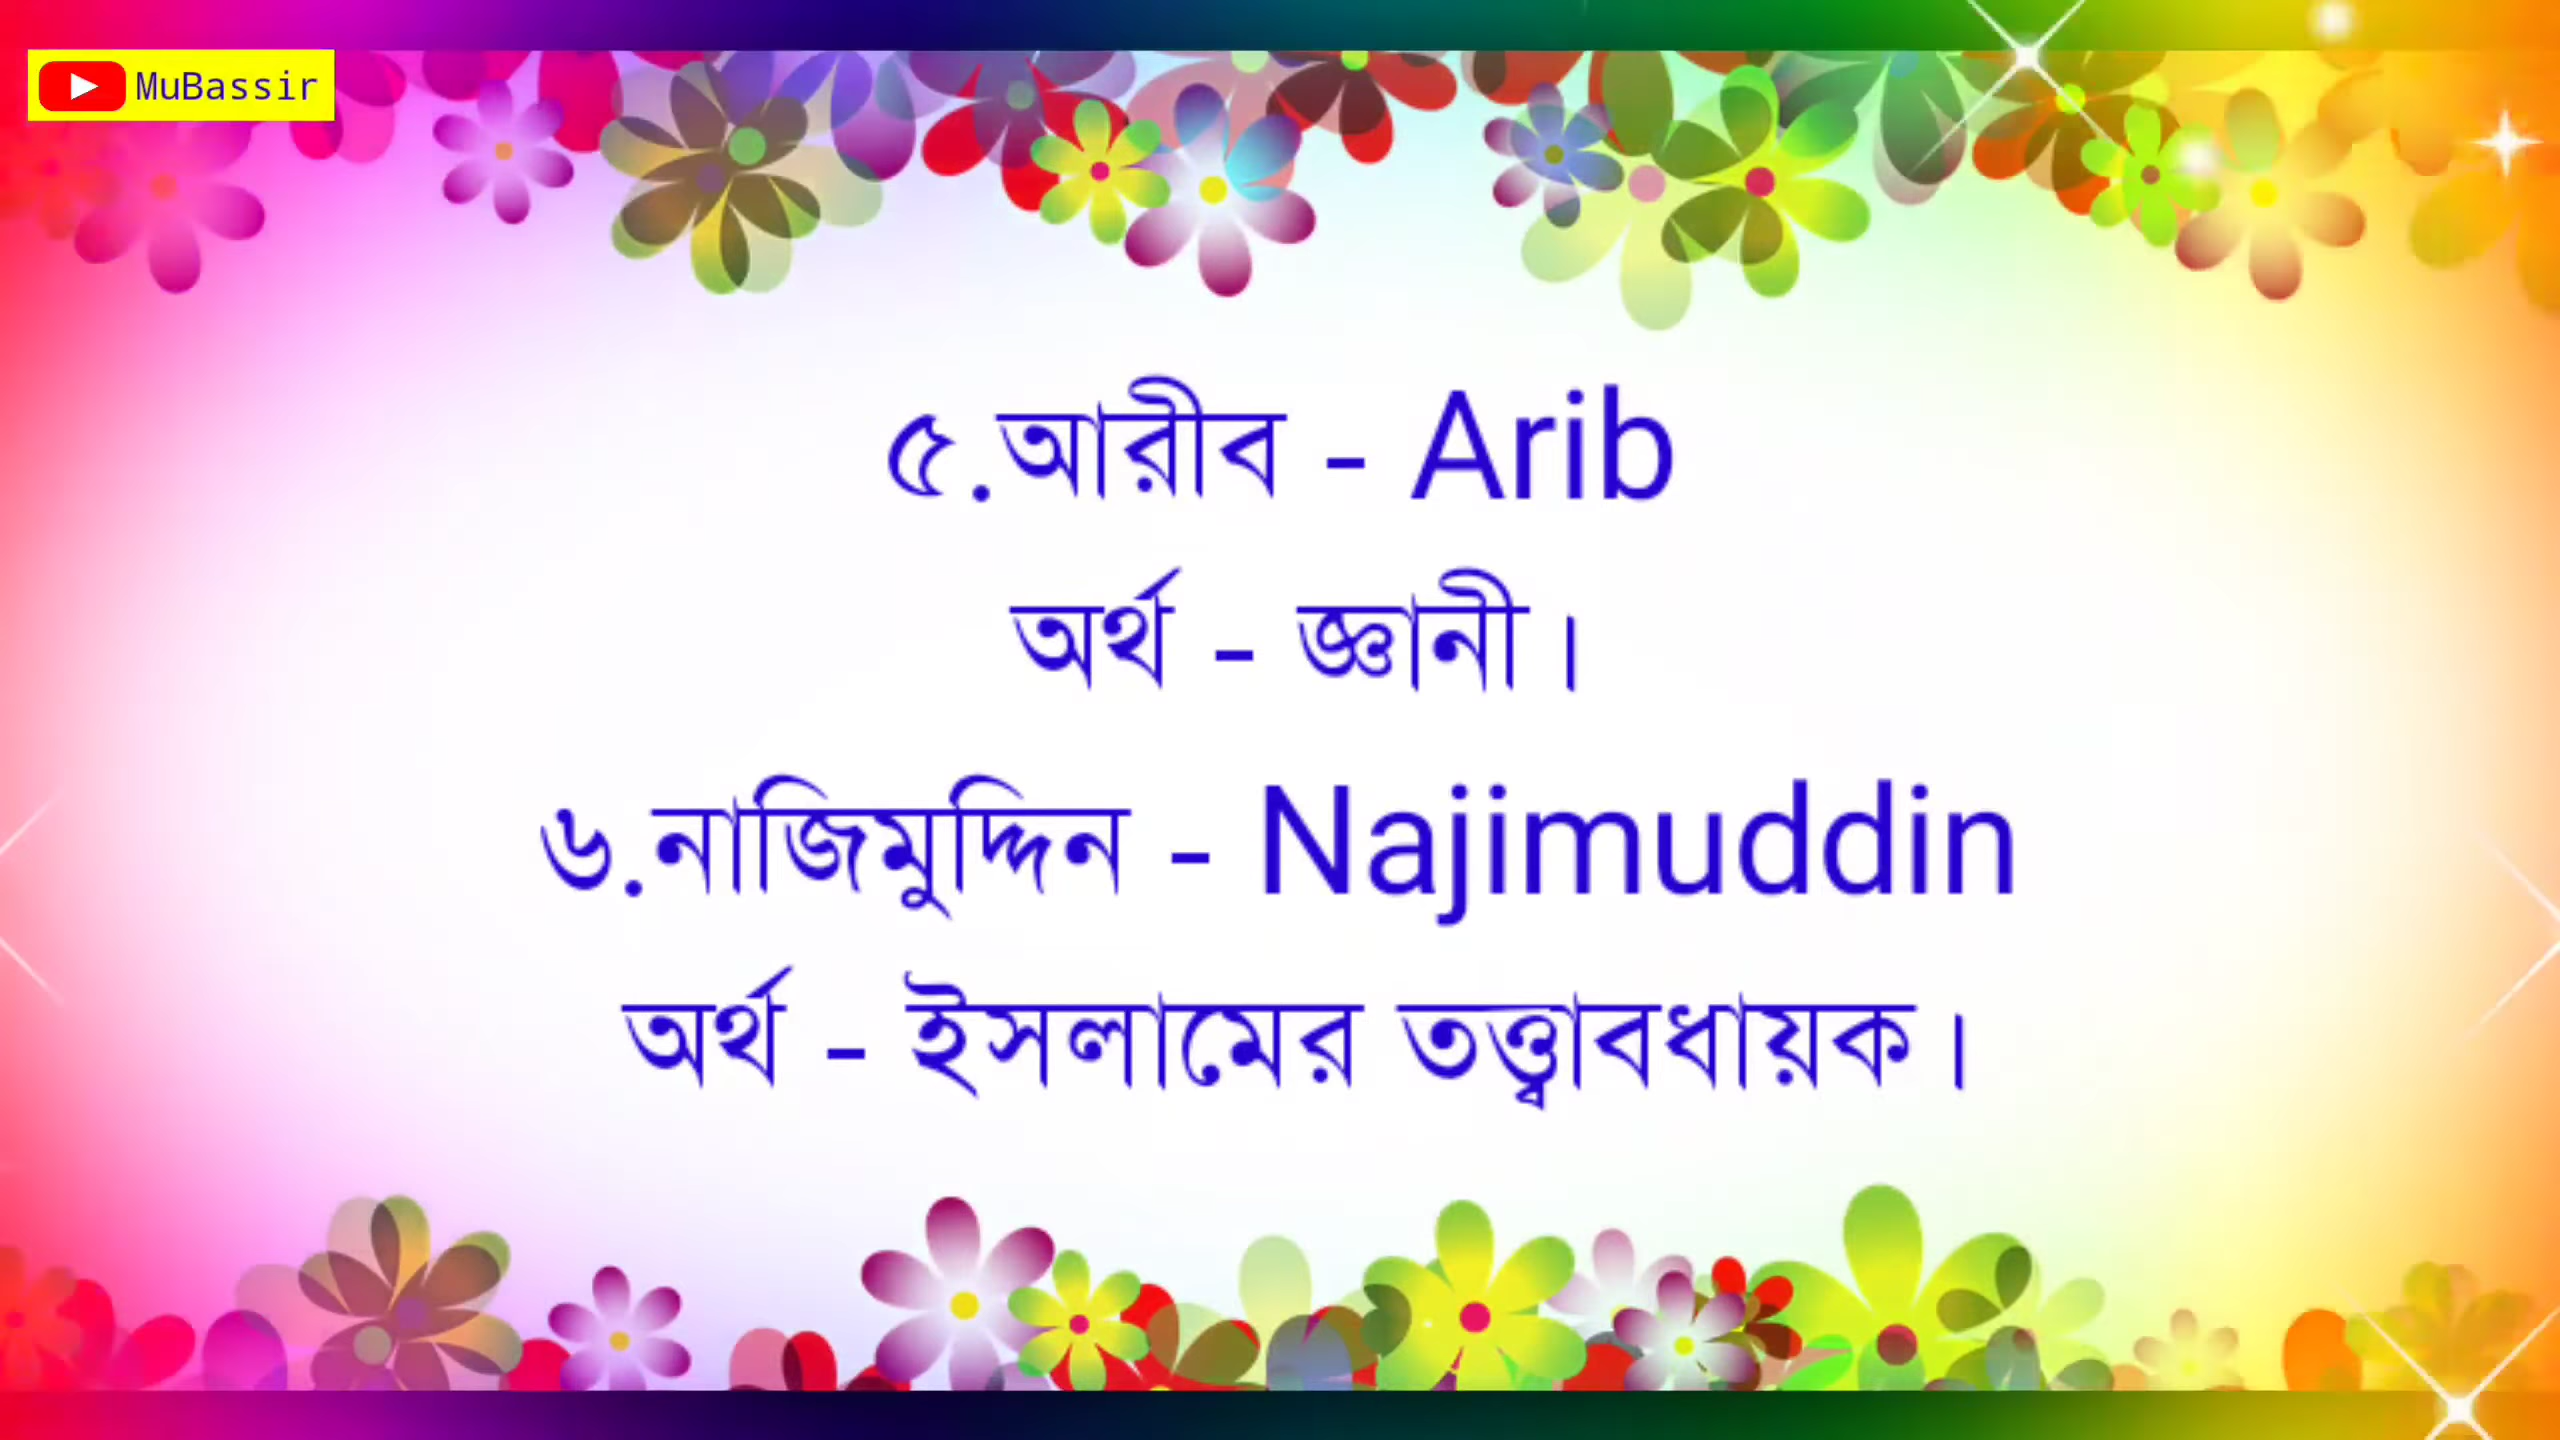 MuBassir
৫.আরীব - Arib
অর্থ - জ্ঞানী।
৬.নাজিমুদ্দিন - Najimuddin
অর্থ - ইসলামের তত্ত্বাবধায়ক।